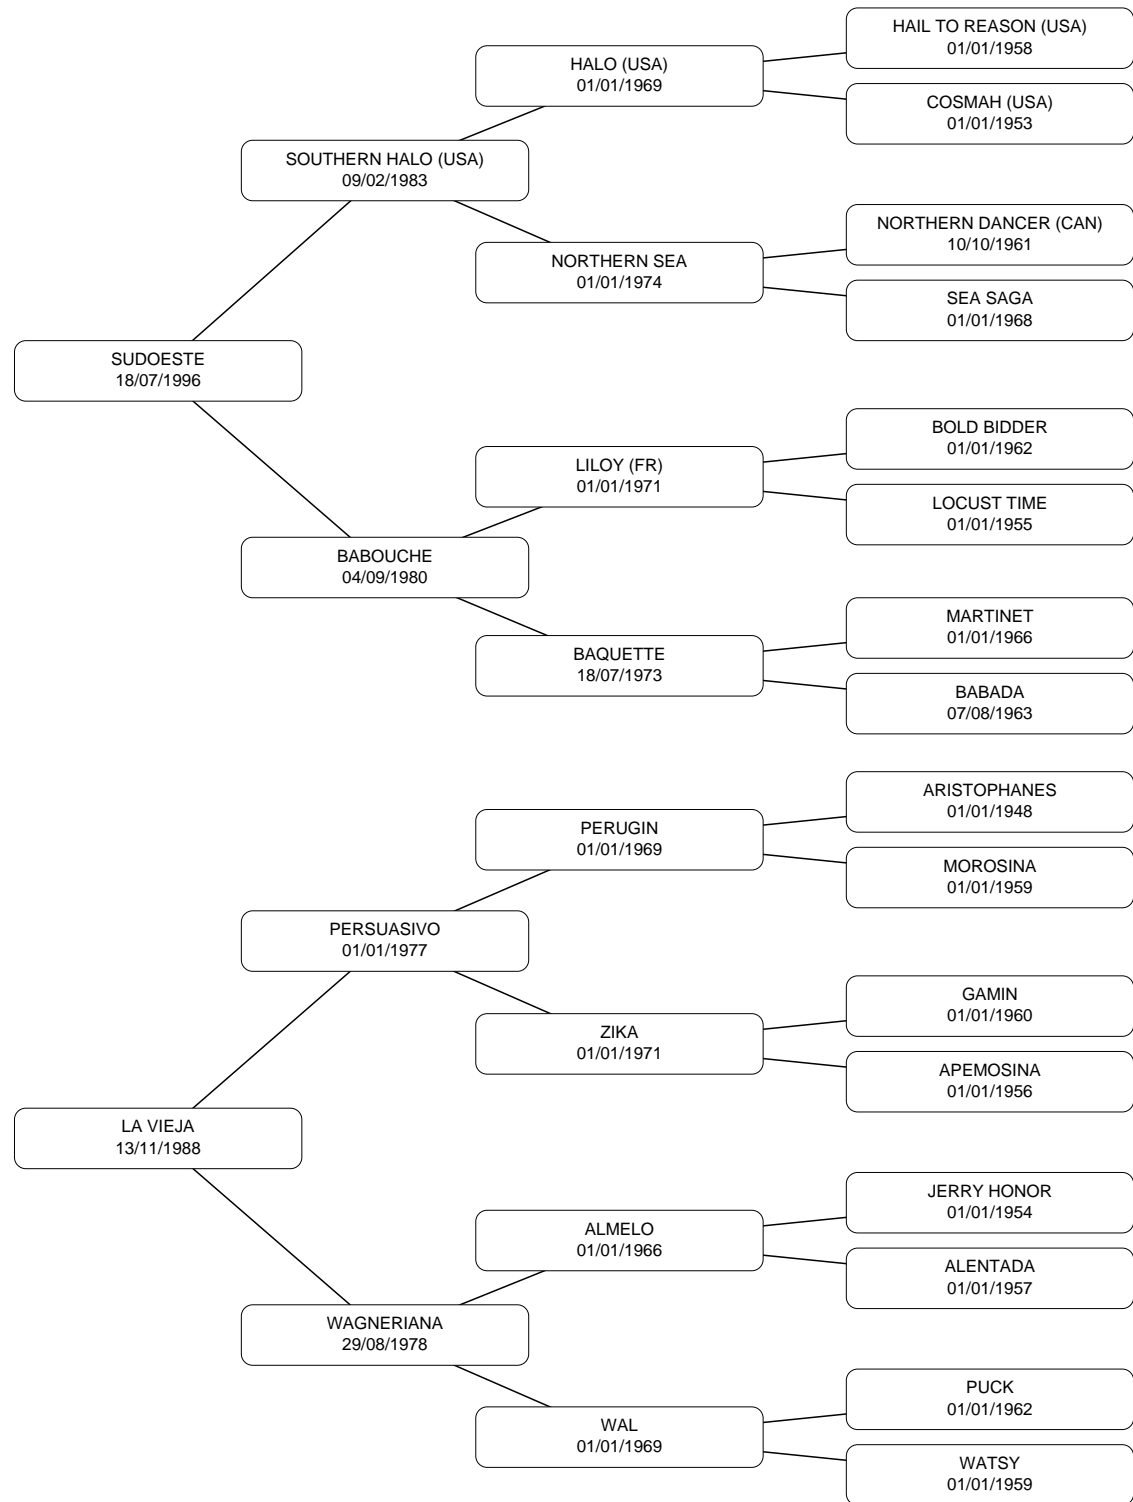 HAIL TO REASON (USA)
01/01/1958
HALO (USA)
01/01/1969
COSMAH (USA)
01/01/1953
SOUTHERN HALO (USA)
09/02/1983
NORTHERN DANCER (CAN)
10/10/1961
NORTHERN SEA
01/01/1974
SEA SAGA
01/01/1968
SUDOESTE
18/07/1996
BOLD BIDDER
01/01/1962
LILOY (FR)
01/01/1971
LOCUST TIME
01/01/1955
BABOUCHE
04/09/1980
MARTINET
01/01/1966
BAQUETTE
18/07/1973
BABADA
07/08/1963
ARISTOPHANES
01/01/1948
PERUGIN
01/01/1969
MOROSINA
01/01/1959
PERSUASIVO
01/01/1977
GAMIN
01/01/1960
ZIKA
01/01/1971
APEMOSINA
01/01/1956
LA VIEJA
13/11/1988
JERRY HONOR
01/01/1954
ALMELO
01/01/1966
ALENTADA
01/01/1957
WAGNERIANA
29/08/1978
PUCK
01/01/1962
WAL
01/01/1969
WATSY
01/01/1959